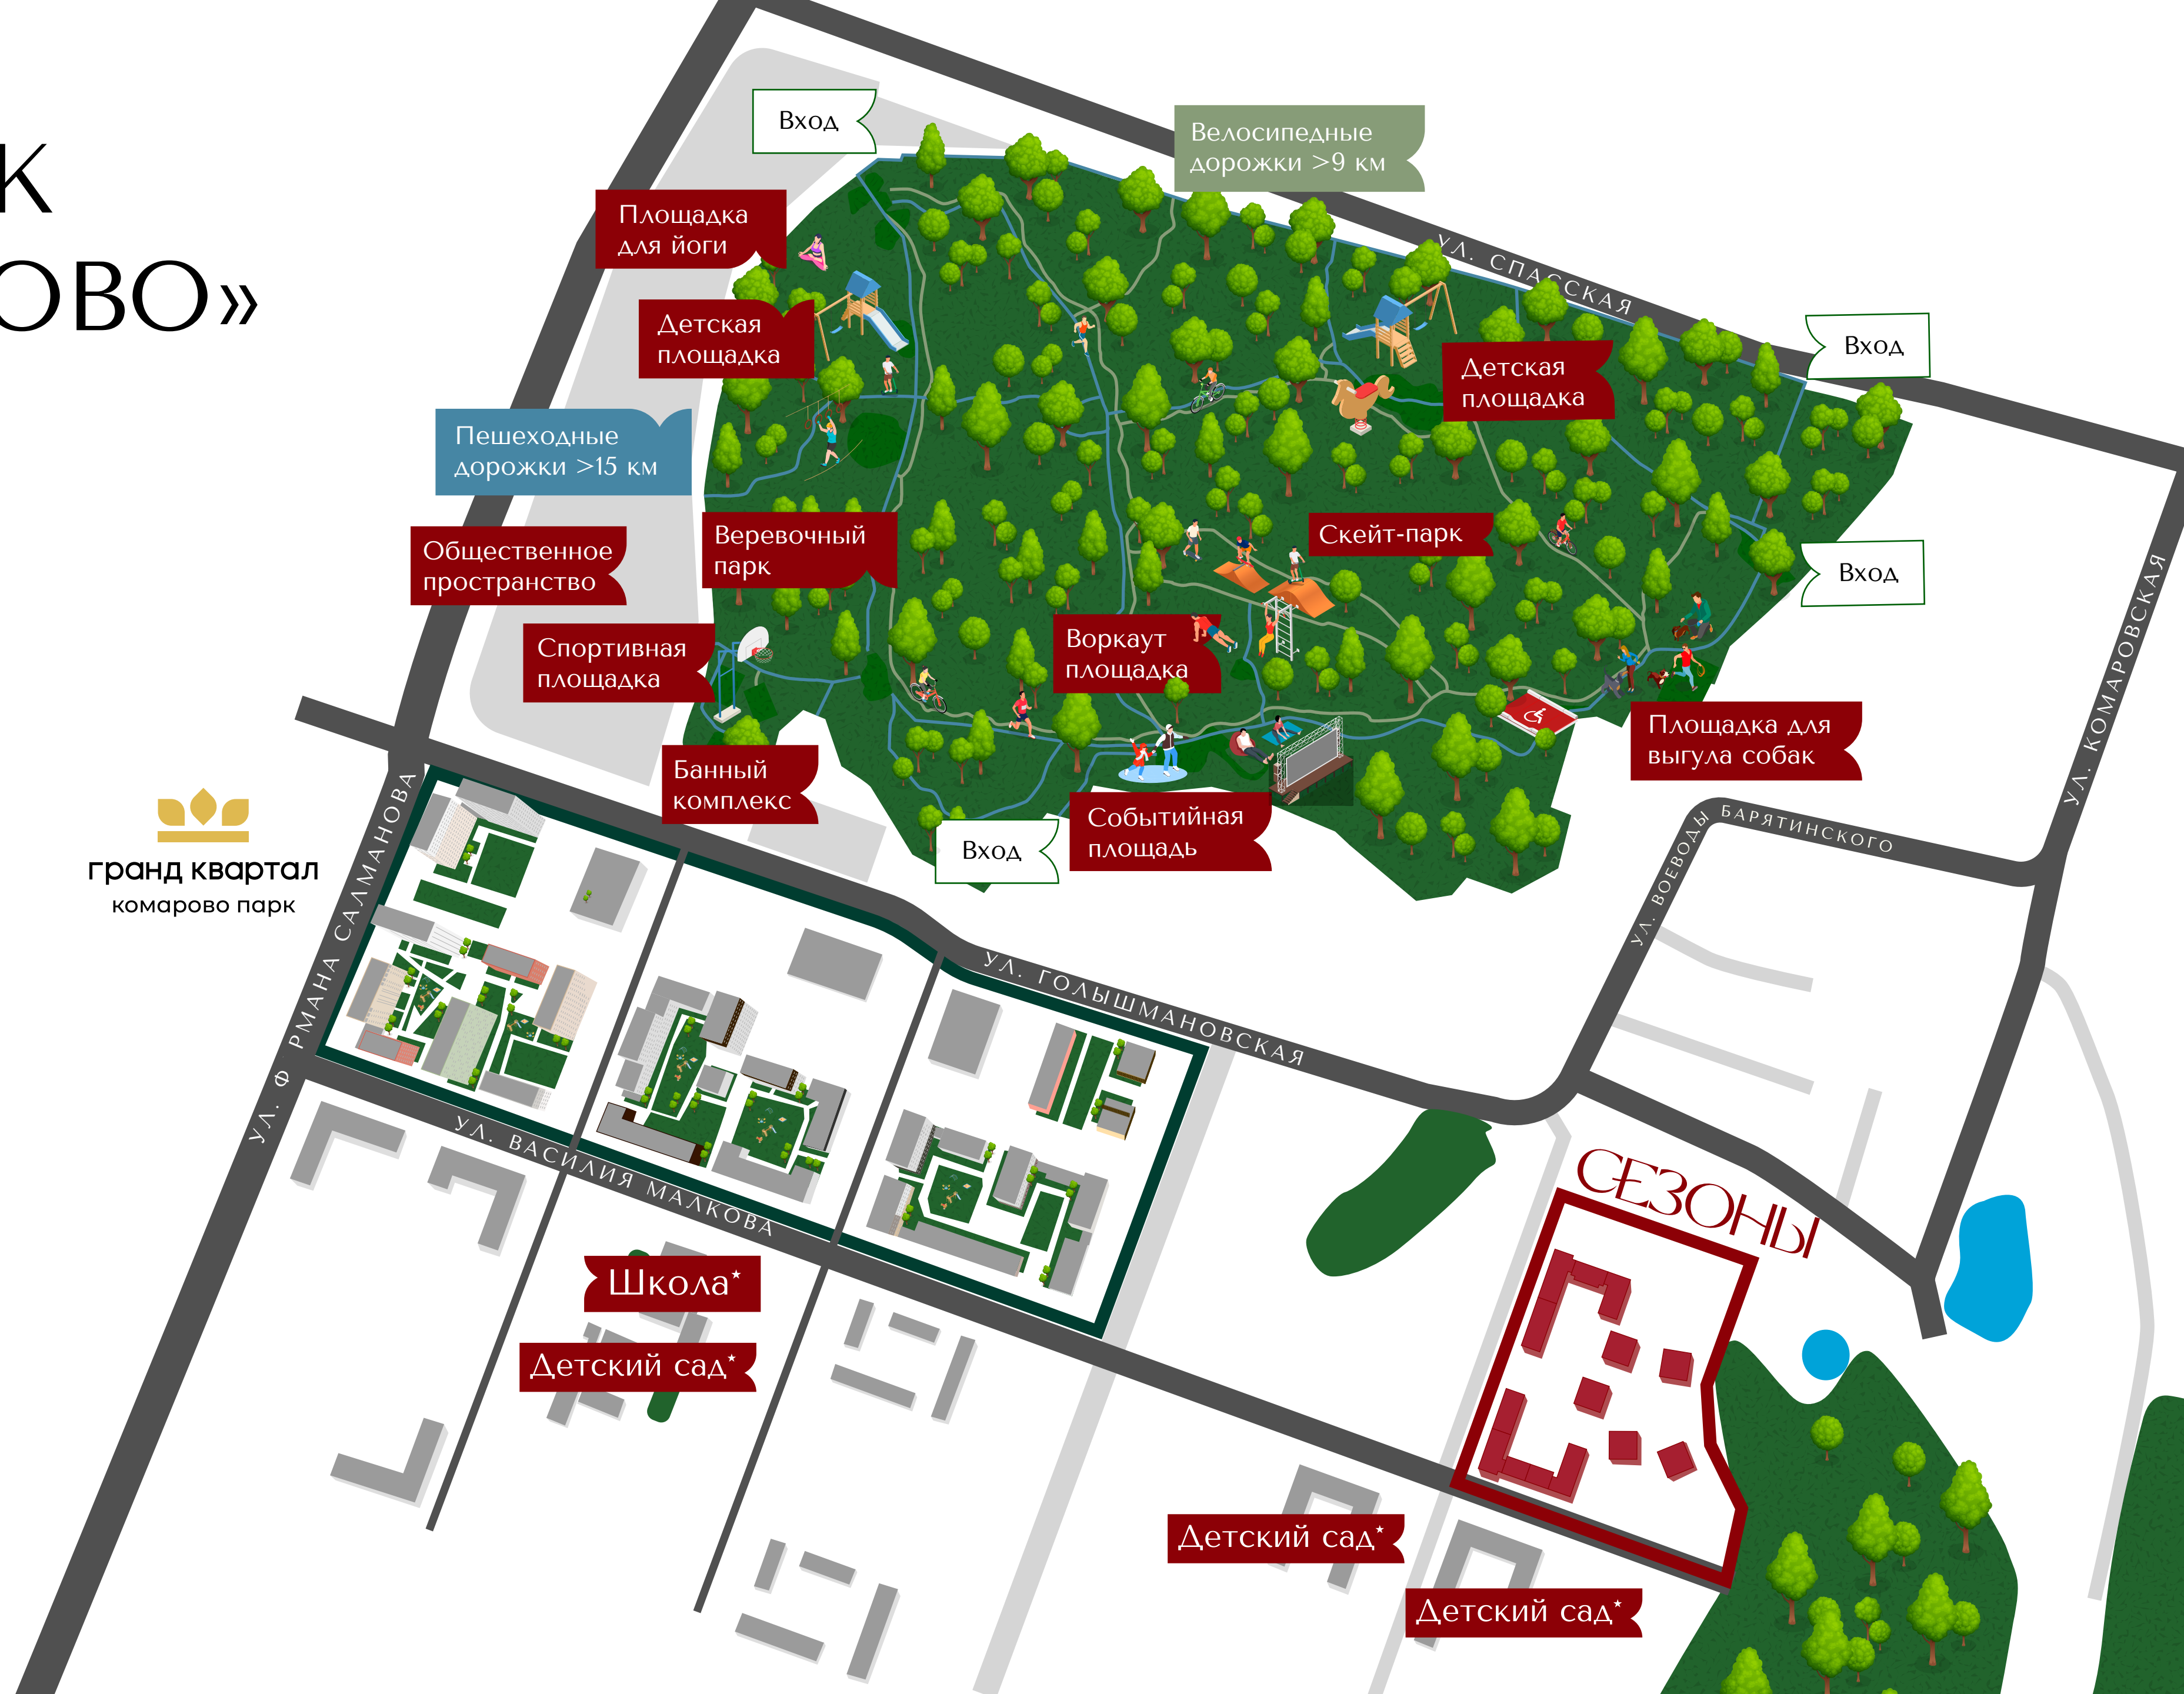 К
ОВО»
Вход
Велосипедные
дорожки >9 км
Площадка
для йоги
УЛ. СПАССКАЯ
Детская
площадка
Вход
Детская
площадка
Пешеходные
дорожки >15 км
Общественное
пространство
Веревочный
парк
Скейт-парк
Вход
УЛ. КОМАРОВСКАЯ
Спортивная
площадка
Воркаут
площадка
Площадка для
выгула собак
Банный
комплекс
Событийная
площадь
Вход
УЛ. ВОЕВОДЫ БАРЯТИНСКОГО
гранд квартал
комарово парк
УЛ. Ф РМАНА САЛМАНОВА
УЛ. ГОЛЫШМАНОВСКАЯ
УЛ. ВАСИЛИЯ МАЛКОВА
СЕЗОНЫ
Школа*
Детский сад*
Детский сад*
Детский сад*